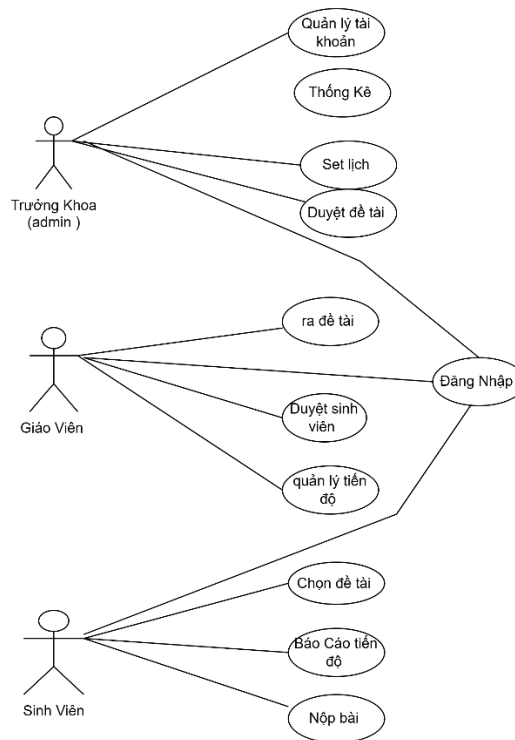 Quản lý tài
khoản
Thống Kê
Set lịch
Trưởng Khoa
(admin )
Duyệt đề tài
ra đề tài
Đăng Nhập
Giáo Viên
Duyệt sinh
viên
quản lý tiến
độ
Chọn đề tài
Báo Cáo tiến
độ
Sinh Viên
Nộp bài